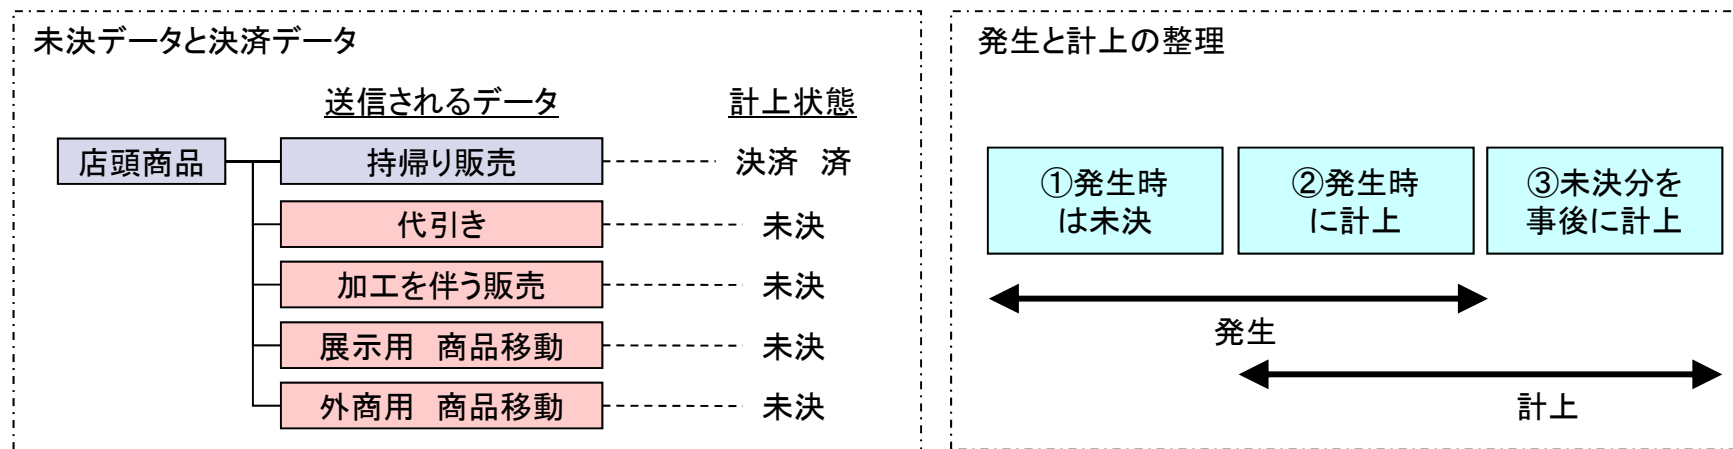 未決データと決済データ
送信されるデータ
計上状態
店頭商品
持帰り販売
決済 済
代引き
未決
加工を伴う販売
未決
展示用 商品移動
未決
外商用 商品移動
未決
発生と計上の整理
①発生時
は未決
②発生時
に計上
③未決分を
事後に計上
発生
計上